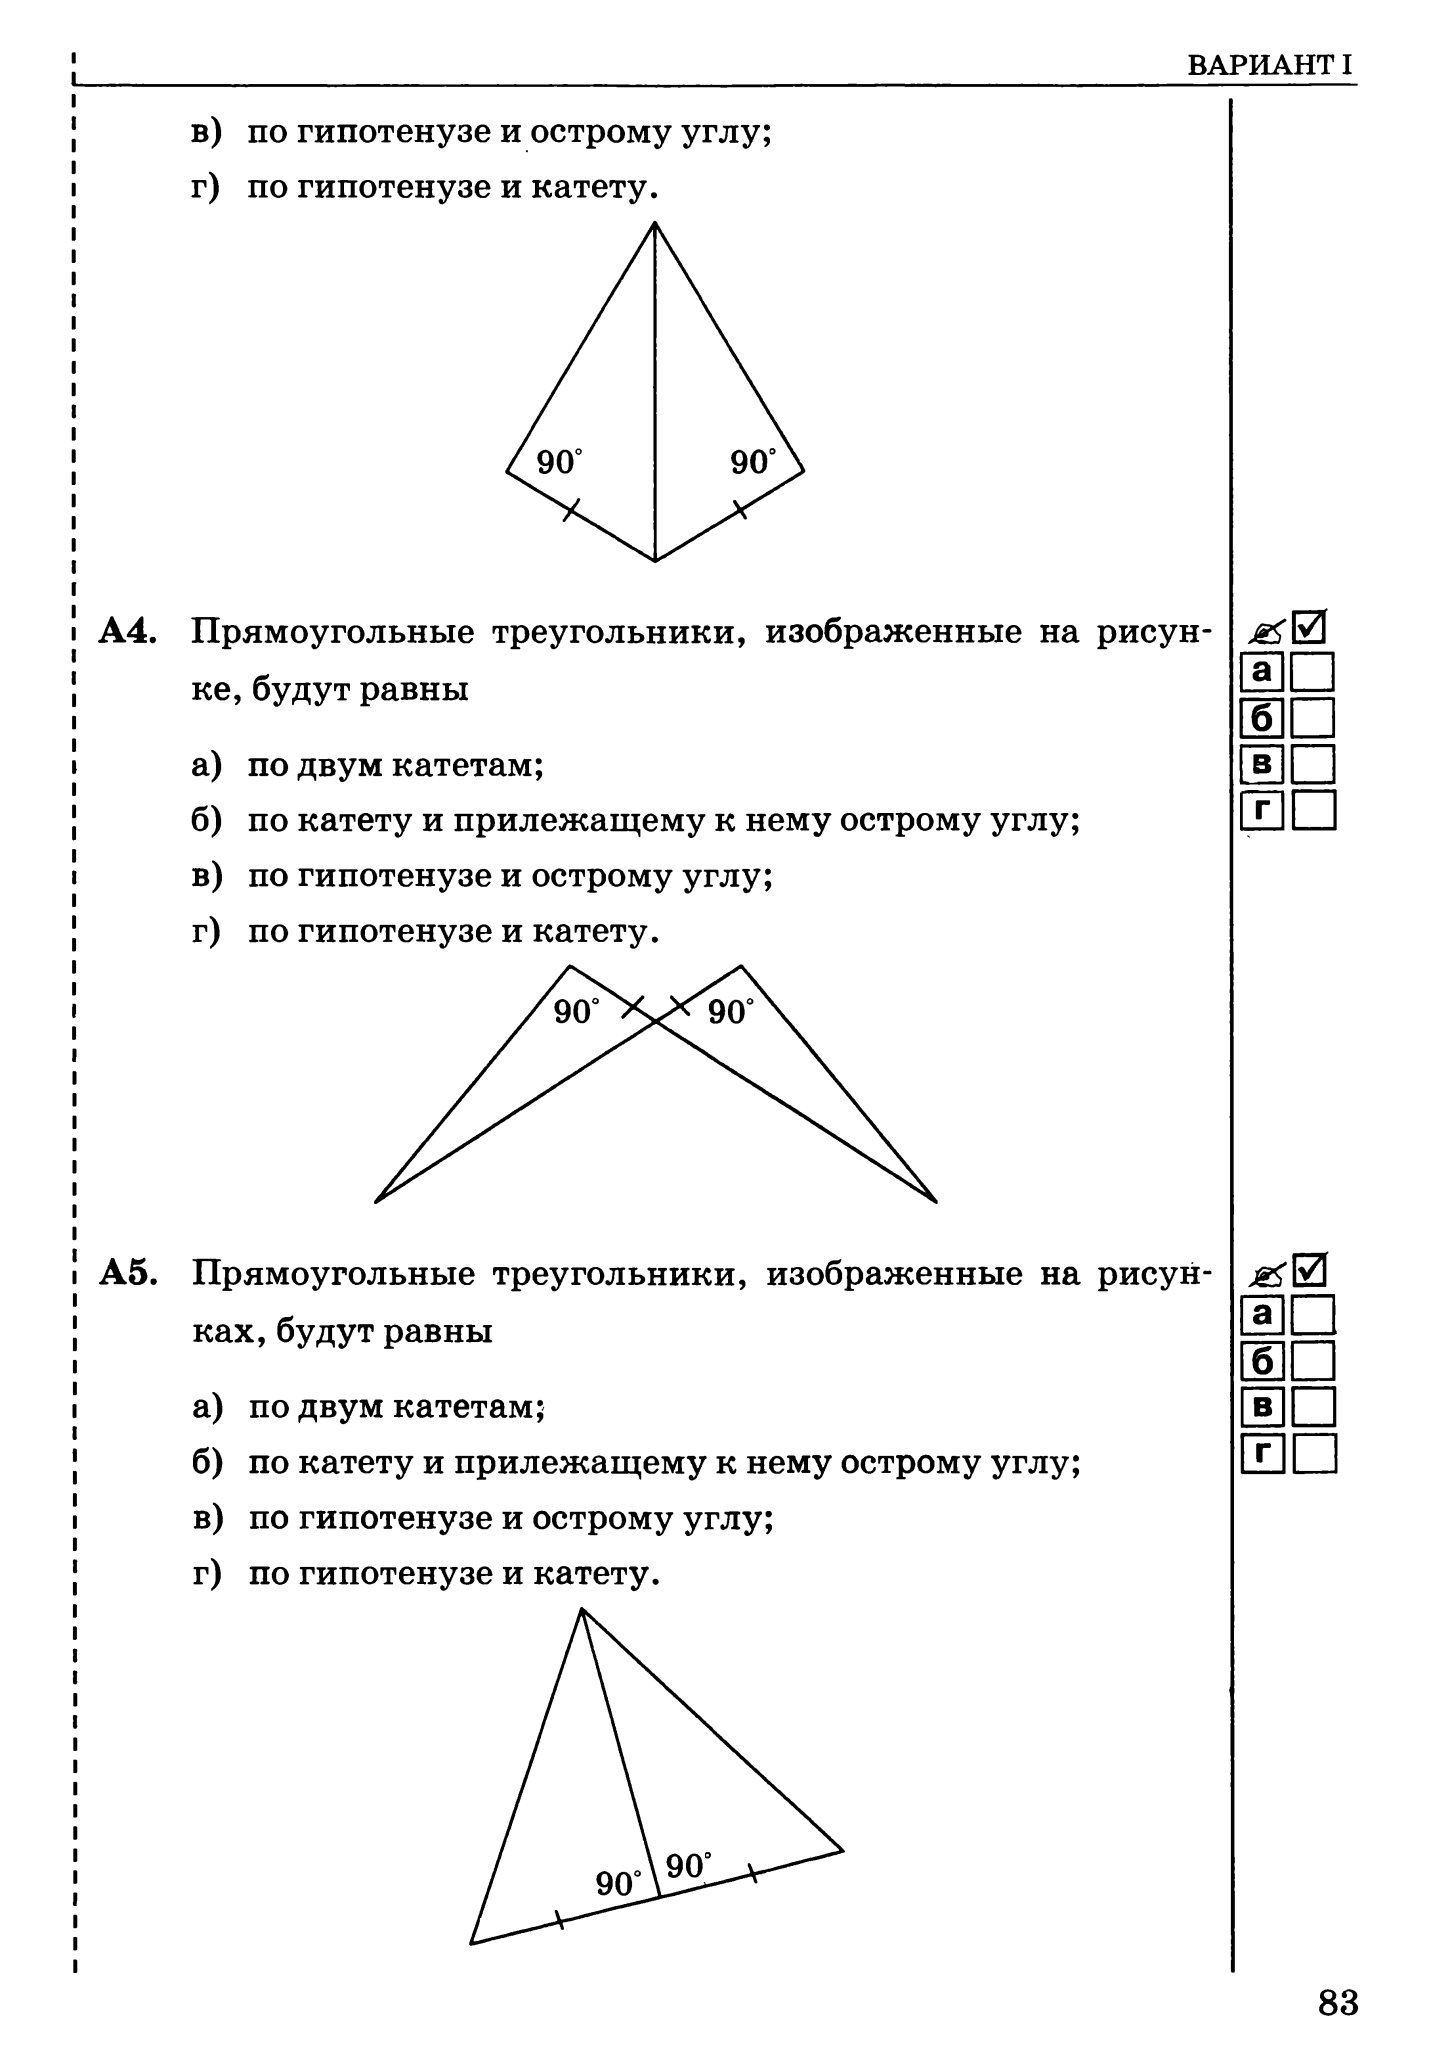 ВАРИАНТ I
в) по гипотенузе и острому углу;
г) по гипотенузе и катету.
90° 90°
А4. Прямоугольные треугольники, изображенные на рисун-
ке, будут равны
а) по двум катетам;
б) по катету и прилежащему к нему острому углу;
в) по гипотенузе и острому углу;
г) по гипотенузе и катету.
а
б
в
г
90° 90°
А5. Прямоугольные треугольники, изображенные на рисун-
ках, будут равны
а) по двум катетам;
б) по катету и прилежащему к нему острому углу;
в) по гипотенузе и острому углу;
г) по гипотенузе и катету.
а
б
в
г
90° 90°
83